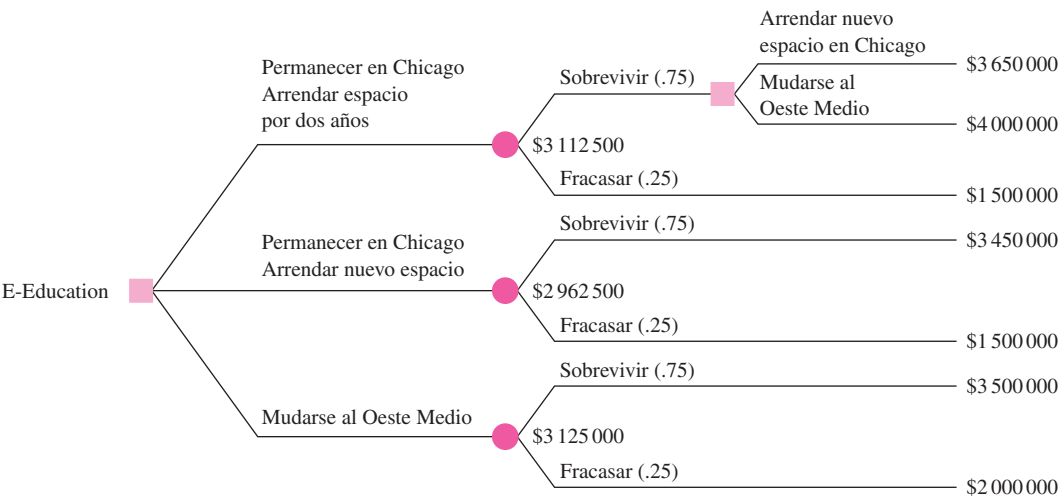 Arrendar nuevo
espacio en Chicago
$3 650 000
Permanecer en Chicago
Arrendar espacio
por dos años
Sobrevivir (.75)
Mudarse al
Oeste Medio
$4 000 000
$3 112 500
Fracasar (.25)
$1 500 000
Sobrevivir (.75)
$3 450 000
Permanecer en Chicago
Arrendar nuevo espacio
E-Education
$2 962 500
Fracasar (.25)
$1 500 000
Sobrevivir (.75)
$3 500 000
Mudarse al Oeste Medio
$3 125 000
Fracasar (.25)
$2 000 000